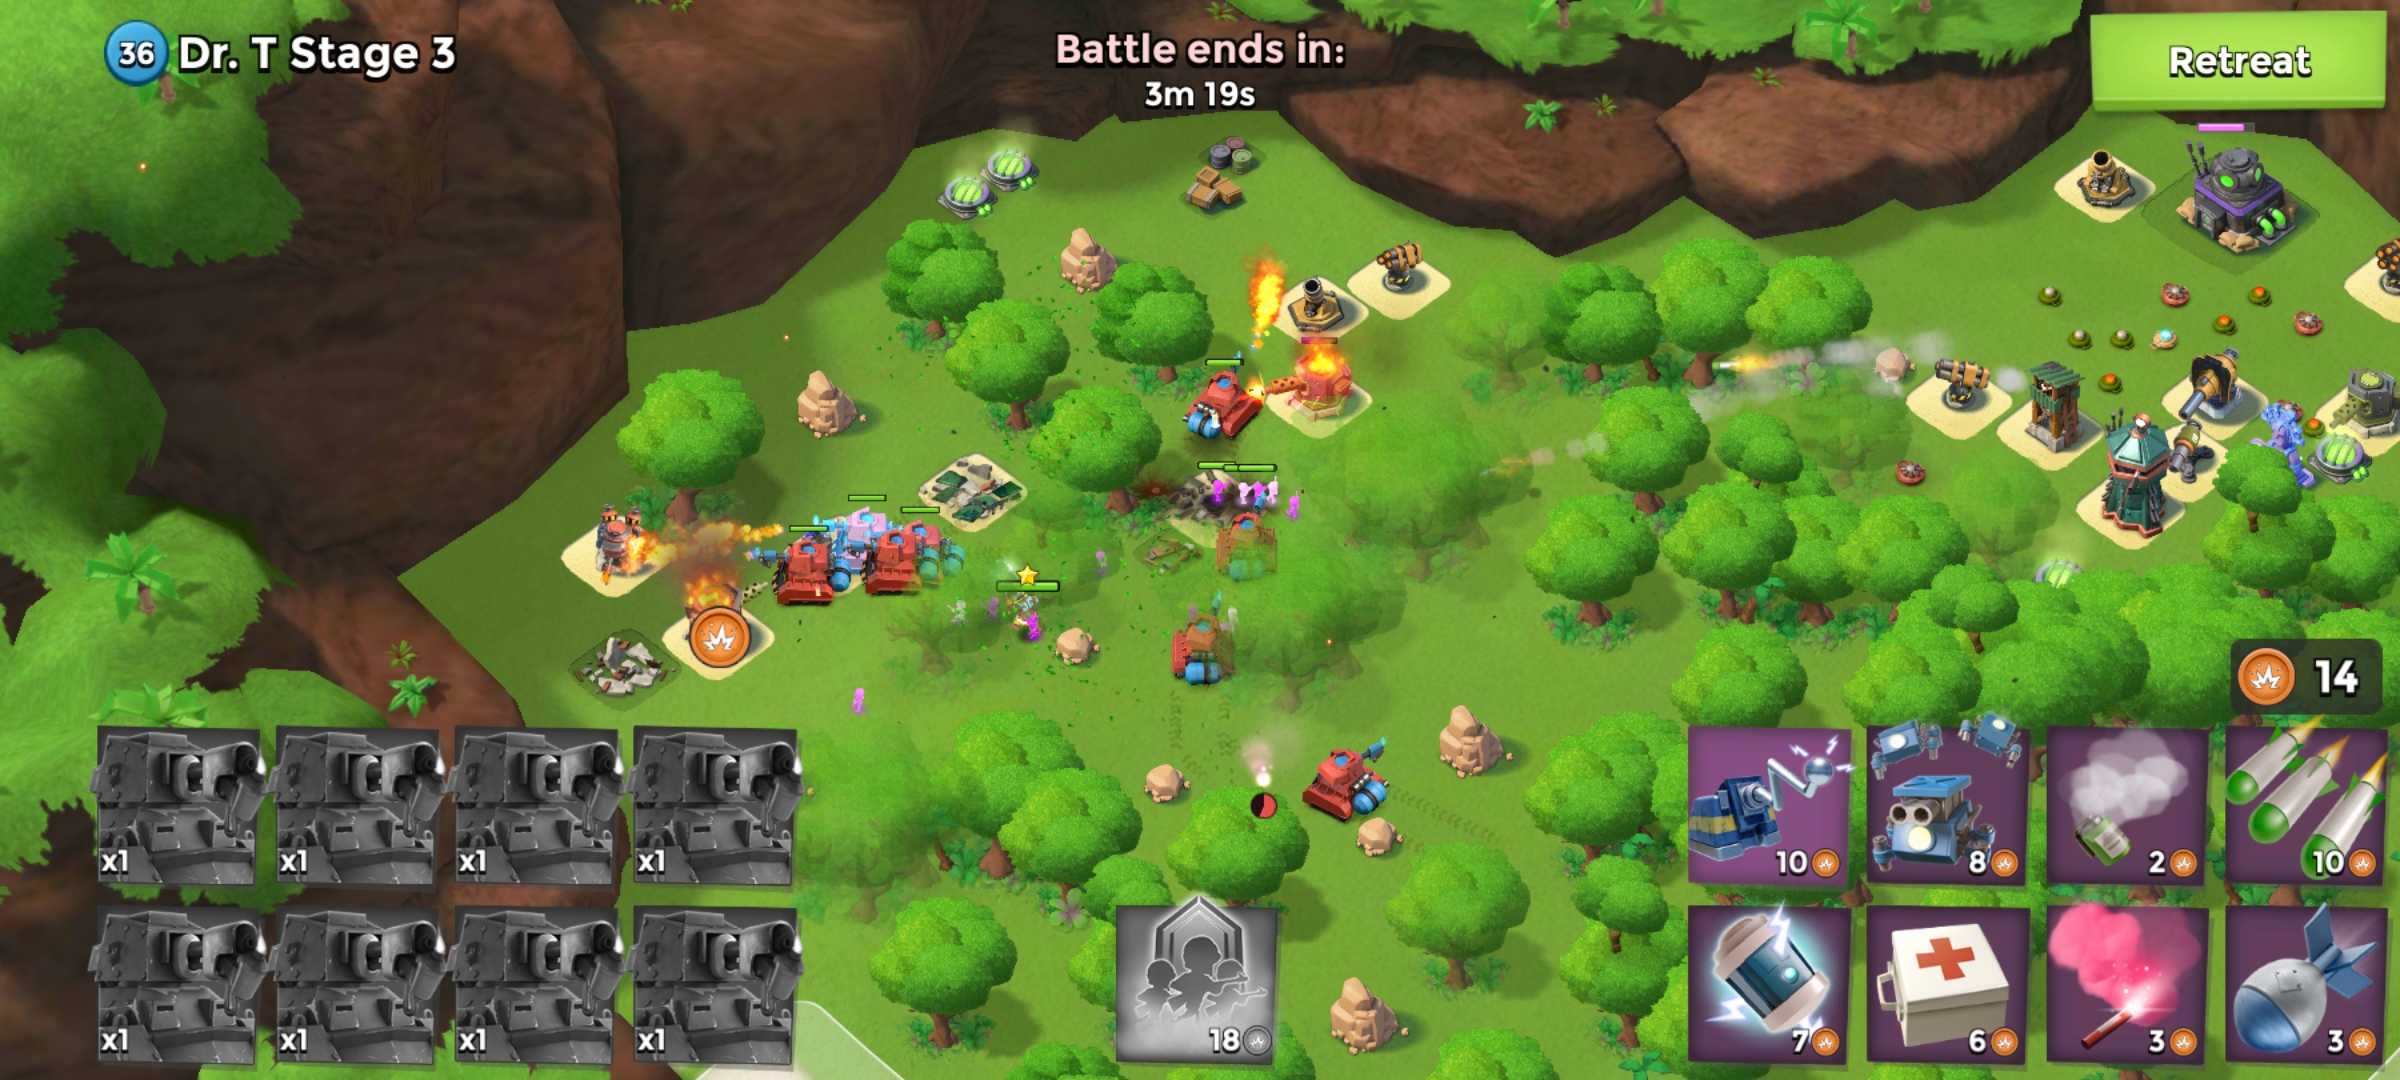 36 Dr. T Stage 3
Battle ends in:
3m 19s
Retreat
14
x1 x1 x1 x1
10 8 2 10
x1 x1 x1 x1
18
7 6 3 3